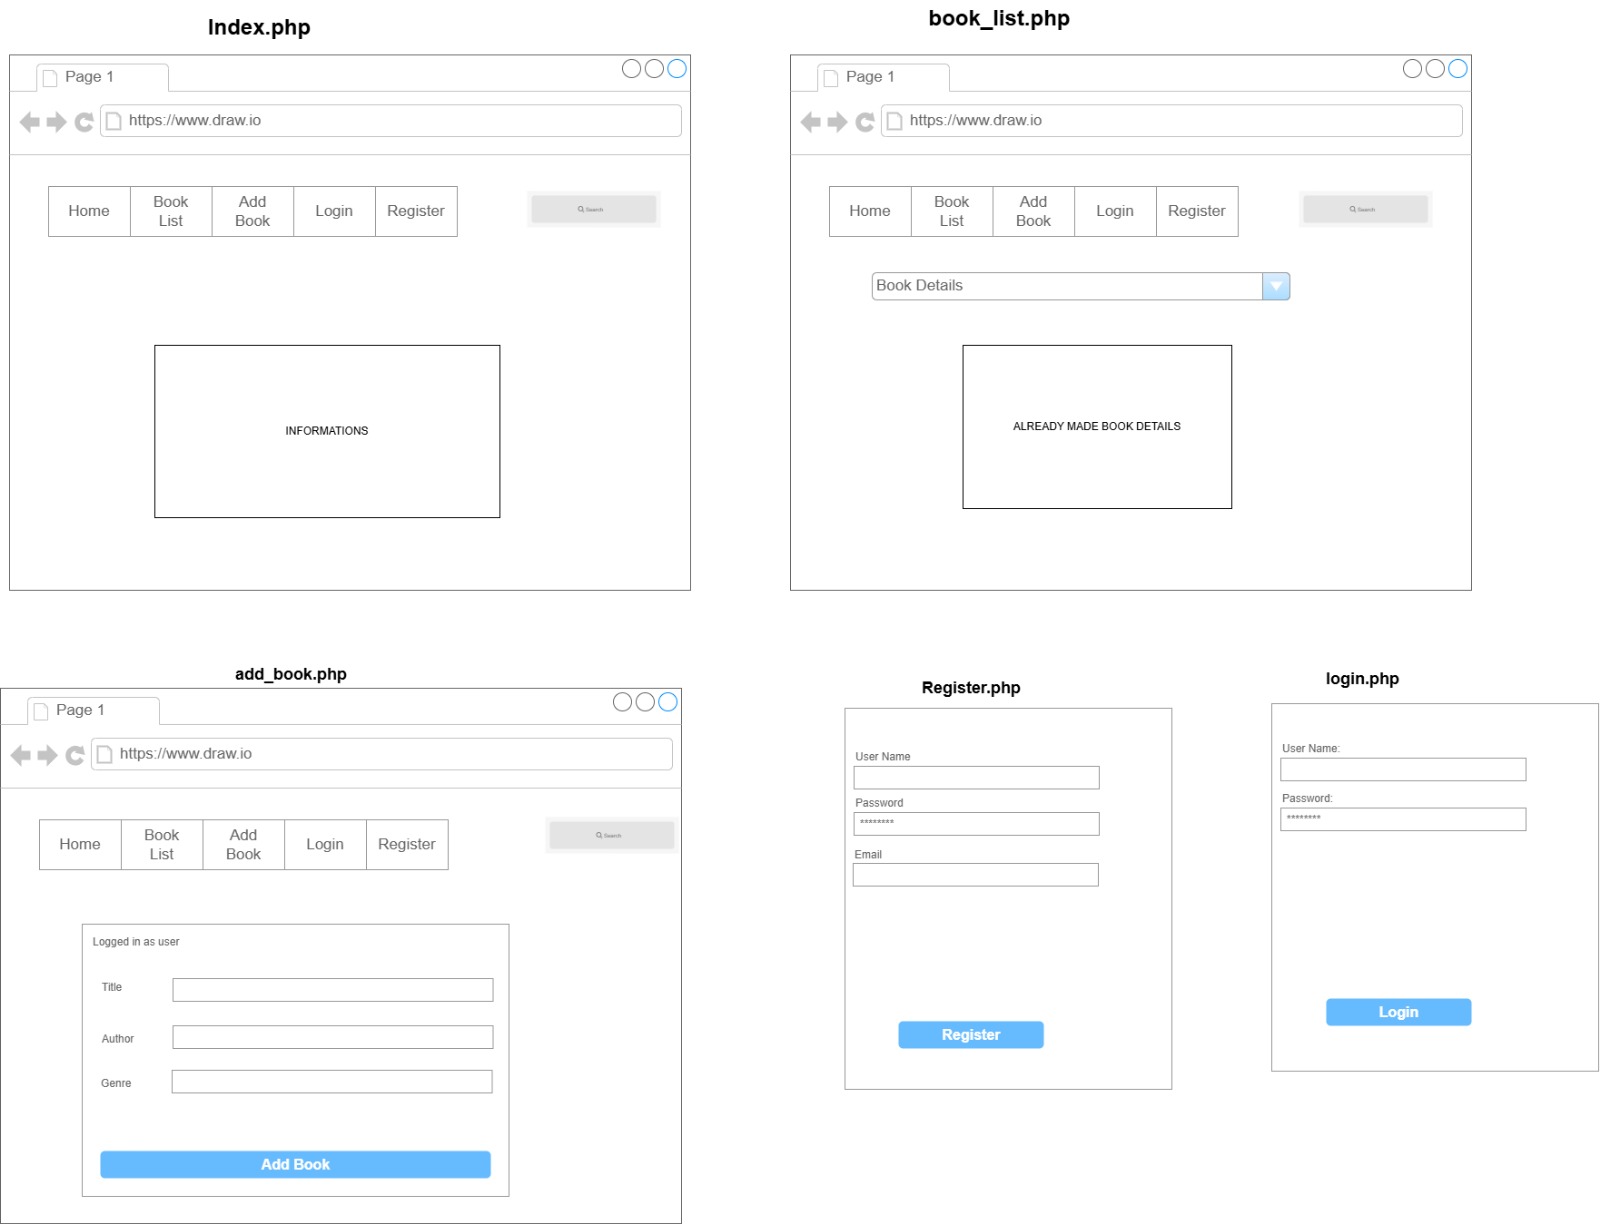 Index.php
Page 1
https://www.draw.io
Home
Book
List
Add
Book
Login
Register
Search
INFORMATIONS
book_list.php
Page 1
https://www.draw.io
Home
Book
List
Add
Book
Login
Register
Search
Book Details
ALREADY MADE BOOK DETAILS
add_book.php
Page 1
https://www.draw.io
Home
Book
List
Add
Book
Login
Register
Search
Logged in as user
Title
Author
Genre
Add Book
Register.php
User Name
Password
********
Email
Register
login.php
User Name:
Password:
********
Login